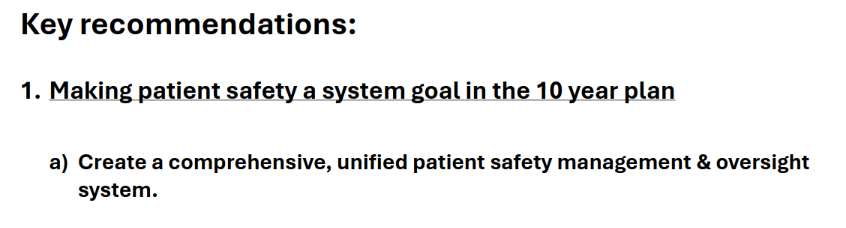 Key recommendations:
1. Making patient safety a system goal in the 10 year plan
a) Create a comprehensive, unified patient safety management & oversight
system.